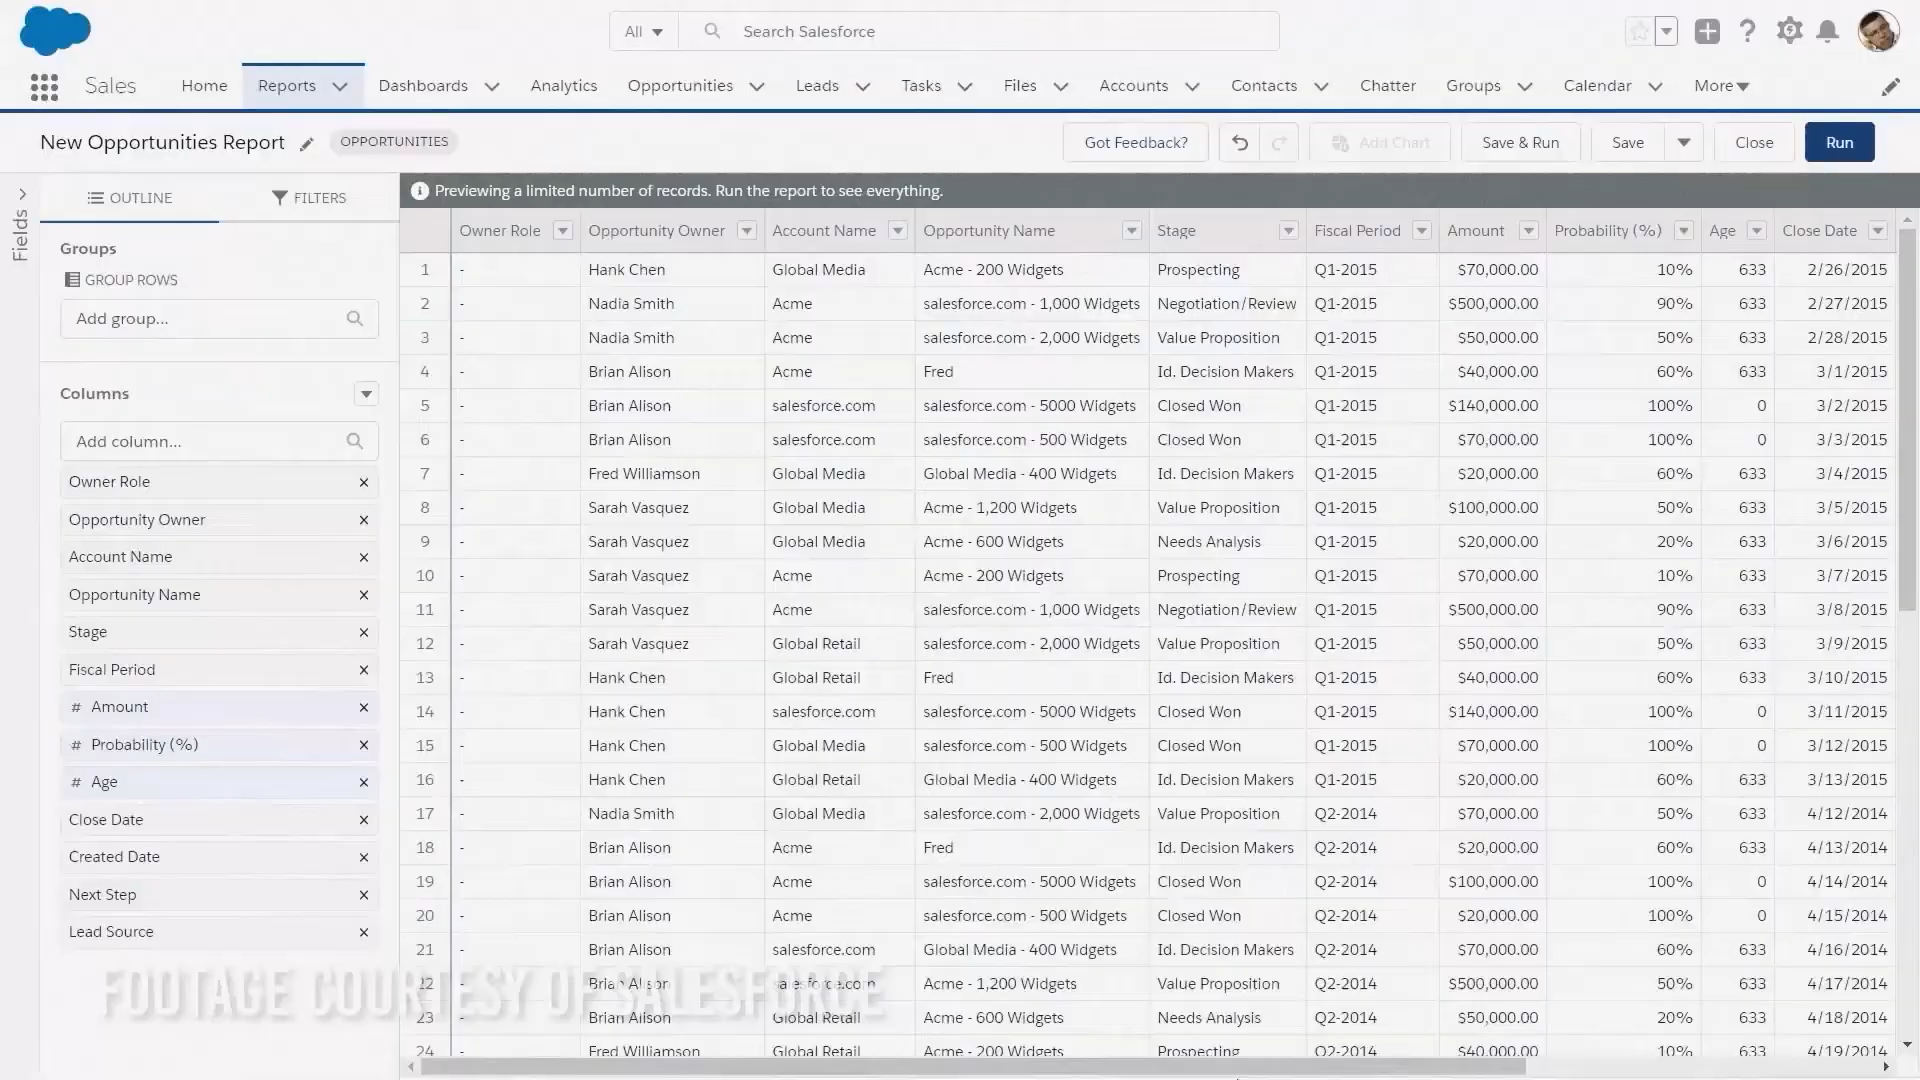 All
Search Salesforce
Sales Home Reports Dashboards Analytics Opportunities Leads Tasks Files Accounts Contacts Chatter Groups Calendar More
New Opportunities Report OPPORTUNITIES Got Feedback? Add Chart Save & Run Save Close Run
Fields
OUTLINE FILTERS
Groups
GROUP ROWS
Add group...
Columns
Add column...
Owner Role
Opportunity Owner
Account Name
Opportunity Name
Stage
Fiscal Period
# Amount
# Probability (%)
# Age
Close Date
Created Date
Next Step
Lead Source
Previewing a limited number of records. Run the report to see everything.
Owner Role Opportunity Owner Account Name Opportunity Name Stage Fiscal Period Amount Probability (%) Age Close Date
1 - Hank Chen Global Media Acme - 200 Widgets Prospecting Q1-2015 $70,000.00 10% 633 2/26/2015
2 - Nadia Smith Acme salesforce.com - 1,000 Widgets Negotiation/Review Q1-2015 $500,000.00 90% 633 2/27/2015
3 - Nadia Smith Acme salesforce.com - 2,000 Widgets Value Proposition Q1-2015 $50,000.00 50% 633 2/28/2015
4 - Brian Alison Acme Fred Id. Decision Makers Q1-2015 $40,000.00 60% 633 3/1/2015
5 - Brian Alison salesforce.com salesforce.com - 5000 Widgets Closed Won Q1-2015 $140,000.00 100% 0 3/2/2015
6 - Brian Alison salesforce.com salesforce.com - 500 Widgets Closed Won Q1-2015 $70,000.00 100% 0 3/3/2015
7 - Fred Williamson Global Media Global Media - 400 Widgets Id. Decision Makers Q1-2015 $20,000.00 60% 633 3/4/2015
8 - Sarah Vasquez Global Media Acme - 1,200 Widgets Value Proposition Q1-2015 $100,000.00 50% 633 3/5/2015
9 - Sarah Vasquez Global Media Acme - 600 Widgets Needs Analysis Q1-2015 $20,000.00 20% 633 3/6/2015
10 - Sarah Vasquez Acme Acme - 200 Widgets Prospecting Q1-2015 $70,000.00 10% 633 3/7/2015
11 - Sarah Vasquez Acme salesforce.com - 1,000 Widgets Negotiation/Review Q1-2015 $500,000.00 90% 633 3/8/2015
12 - Sarah Vasquez Global Retail salesforce.com - 2,000 Widgets Value Proposition Q1-2015 $50,000.00 50% 633 3/9/2015
13 - Hank Chen Global Retail Fred Id. Decision Makers Q1-2015 $40,000.00 60% 633 3/10/2015
14 - Hank Chen salesforce.com salesforce.com - 5000 Widgets Closed Won Q1-2015 $140,000.00 100% 0 3/11/2015
15 - Hank Chen Global Media salesforce.com - 500 Widgets Closed Won Q1-2015 $70,000.00 100% 0 3/12/2015
16 - Hank Chen Global Retail Global Media - 400 Widgets Id. Decision Makers Q1-2015 $20,000.00 60% 633 3/13/2015
17 - Nadia Smith Global Media salesforce.com - 2,000 Widgets Value Proposition Q2-2014 $70,000.00 50% 633 4/12/2014
18 - Brian Alison Acme Fred Id. Decision Makers Q2-2014 $20,000.00 60% 633 4/13/2014
19 - Brian Alison Acme salesforce.com - 5000 Widgets Closed Won Q2-2014 $100,000.00 100% 0 4/14/2014
20 - Brian Alison Acme salesforce.com - 500 Widgets Closed Won Q2-2014 $20,000.00 100% 0 4/15/2014
21 - Brian Alison salesforce.com Global Media - 400 Widgets Id. Decision Makers Q2-2014 $70,000.00 60% 633 4/16/2014
22 - Brian Alison salesforce.com Acme - 1,200 Widgets Value Proposition Q2-2014 $500,000.00 50% 633 4/17/2014
23 - Brian Alison Global Retail Acme - 600 Widgets Needs Analysis Q2-2014 $50,000.00 20% 633 4/18/2014
24 - Fred Williamson Global Retail Acme - 200 Widgets Prospecting Q2-2014 $40,000.00 10% 633 4/19/2014
FOOTAGE COURTESY OF SALESFORCE